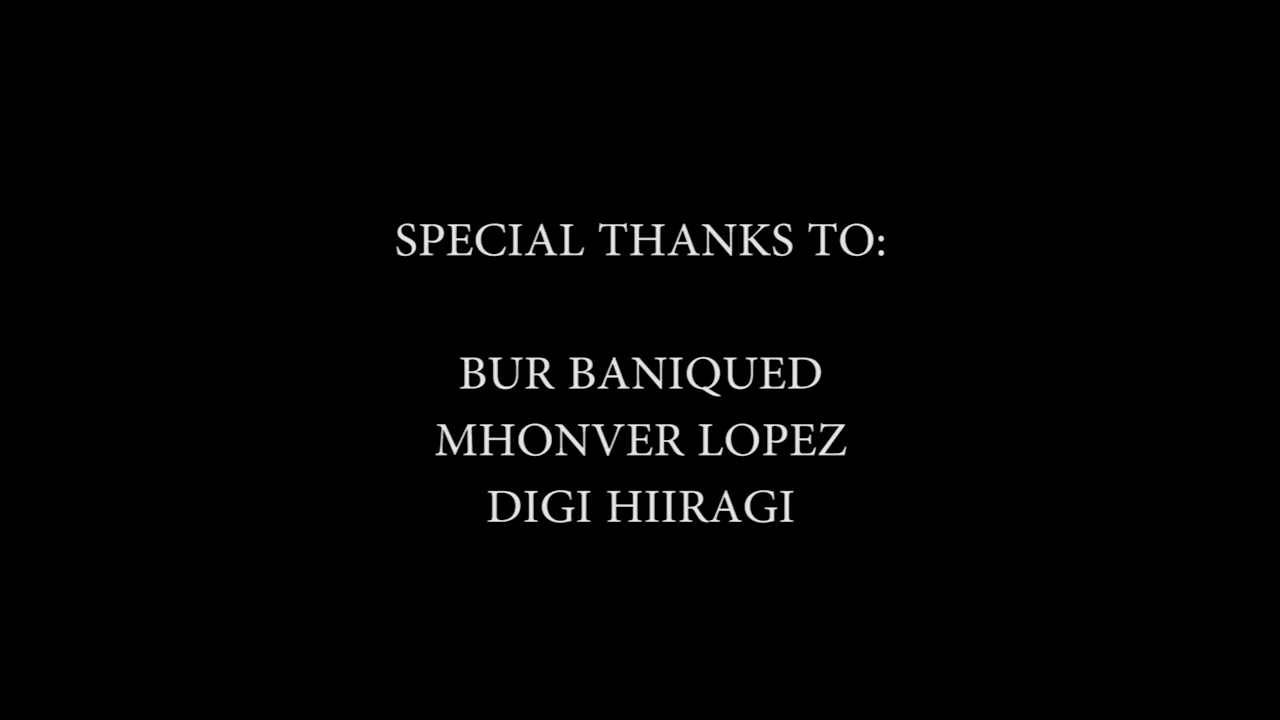 SPECIAL THANKS TO:
BUR BANIQUED
MHONVER LOPEZ
DIGI HIIRAGI